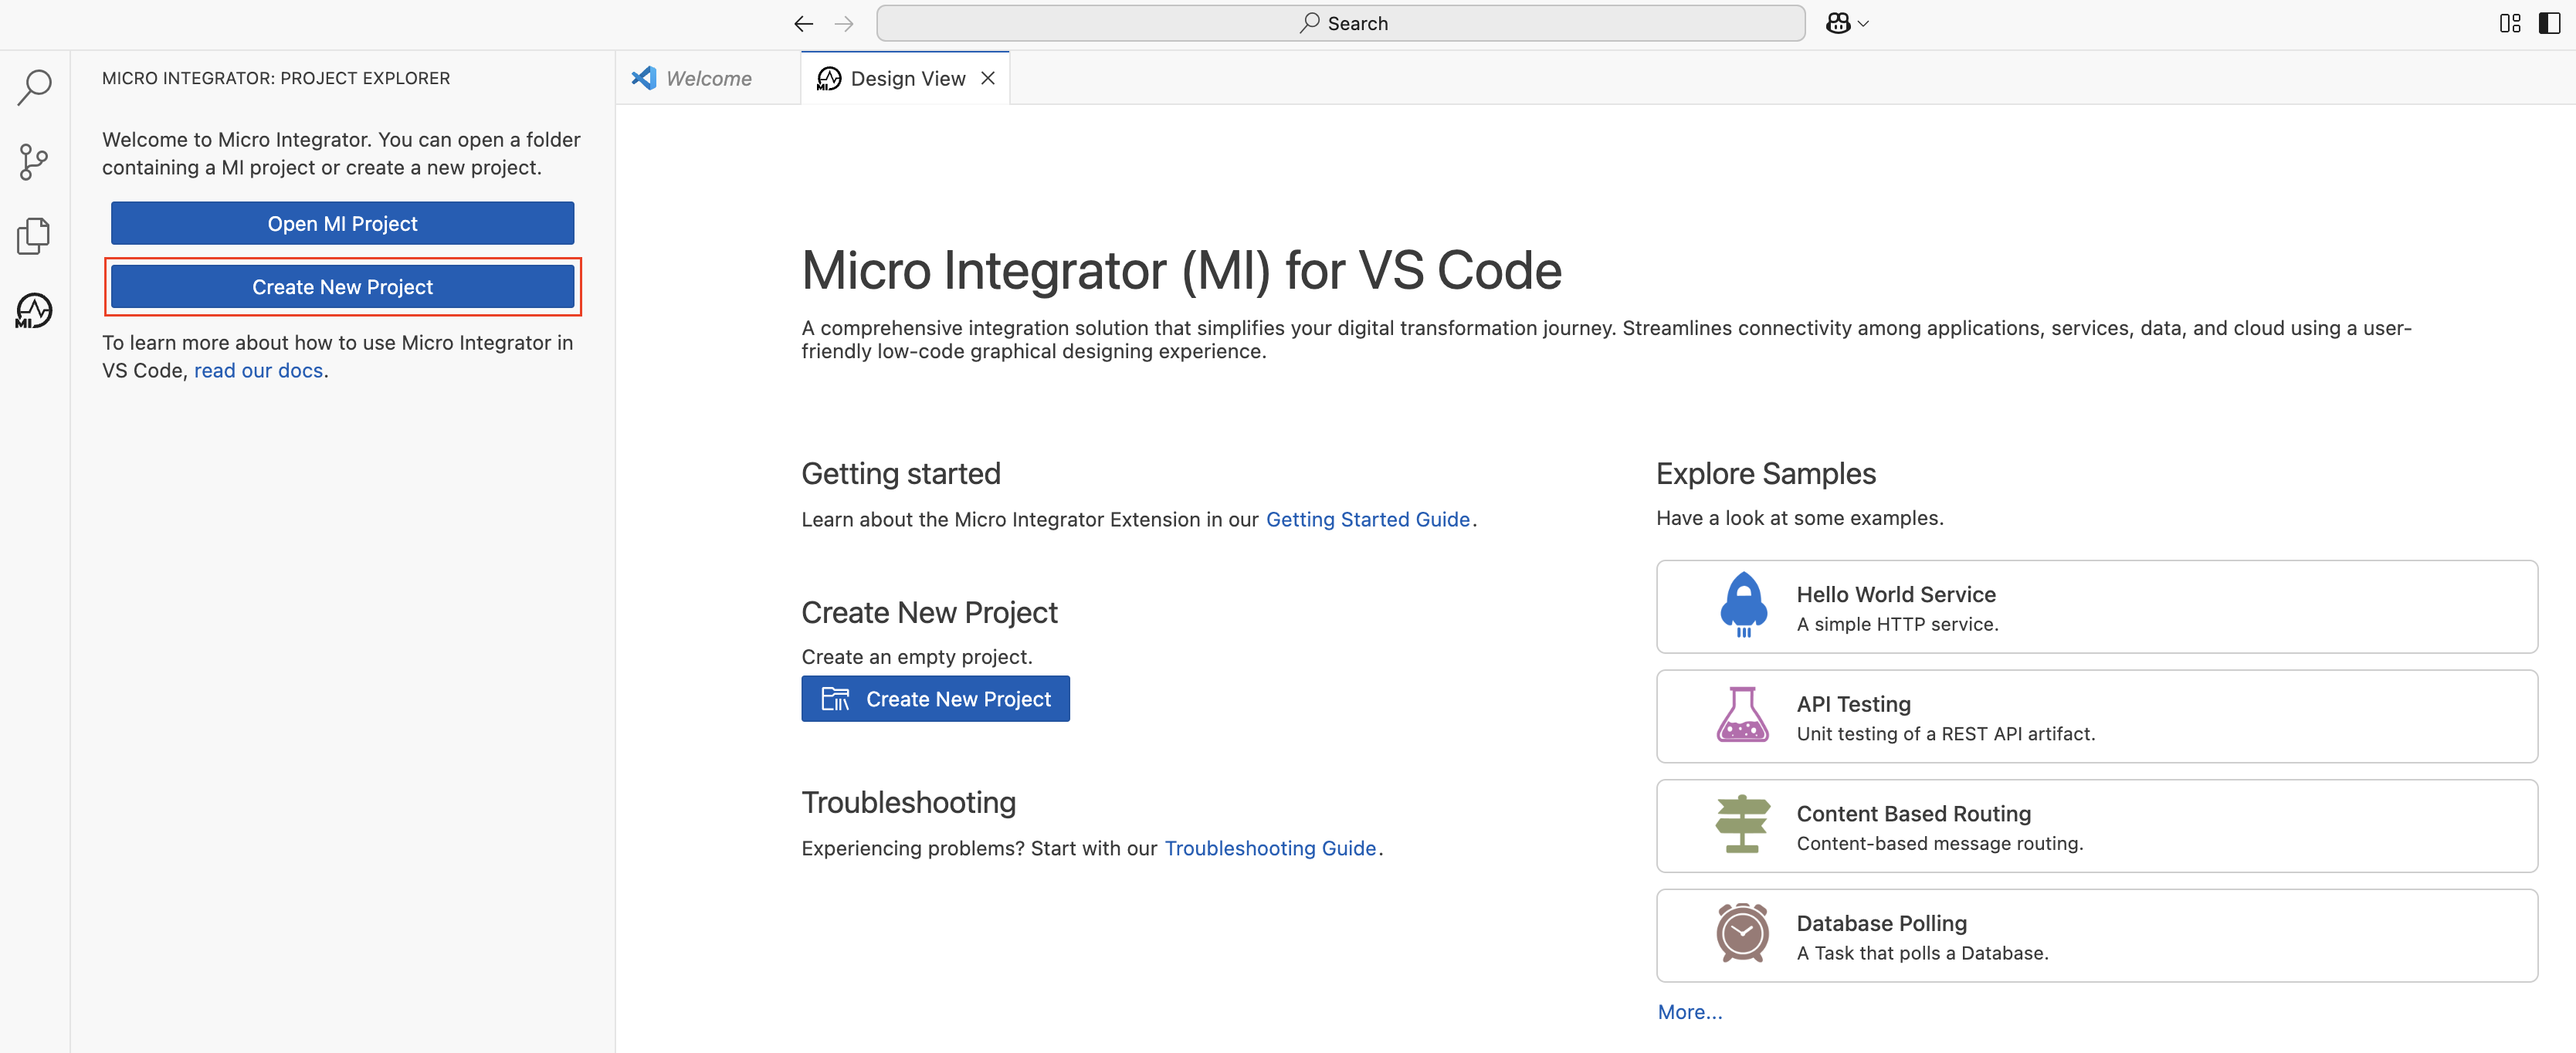 Search
MICRO INTEGRATOR: PROJECT EXPLORER
Welcome to Micro Integrator. You can open a folder
containing a MI project or create a new project.
Open MI Project
Create New Project
To learn more about how to use Micro Integrator in
VS Code, read our docs.
MI
Welcome
MI
Design View
Micro Integrator (MI) for VS Code
A comprehensive integration solution that simplifies your digital transformation journey. Streamlines connectivity among applications, services, data, and cloud using a user-
friendly low-code graphical designing experience.
Getting started
Learn about the Micro Integrator Extension in our Getting Started Guide.
Create New Project
Create an empty project.
Create New Project
Troubleshooting
Experiencing problems? Start with our Troubleshooting Guide.
Explore Samples
Have a look at some examples.
Hello World Service
A simple HTTP service.
API Testing
Unit testing of a REST API artifact.
Content Based Routing
Content-based message routing.
Database Polling
A Task that polls a Database.
More...